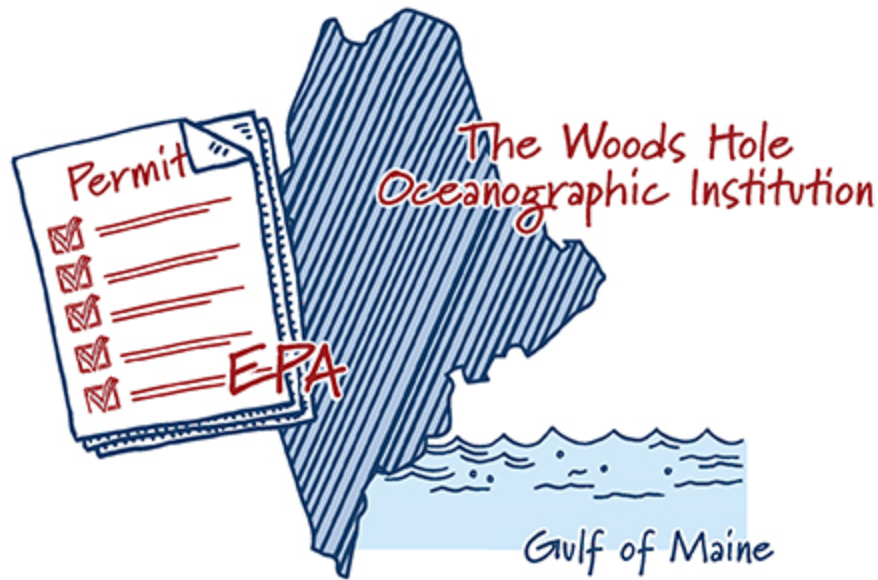 Permit
EPA
The Woods Hole
Oceanographic Institution
Gulf of Maine